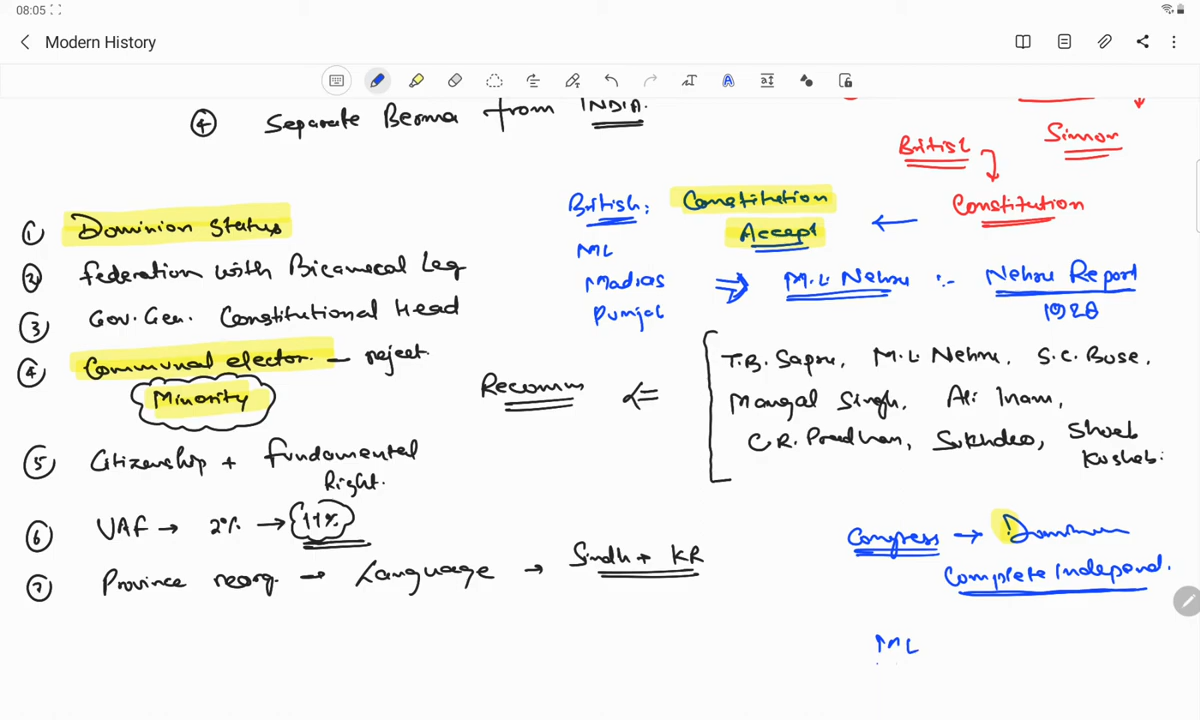 08:05
Modern History
④ Separate Berma from INDIA.
British
Simon
Constitution
British: Constitution
Accept
ML
Madras
Punjab
M.L Nehru :- Nehru Report
1928
① Dominion Status
② federation with Bicameral Leg
③ Gov. Gen. Constitutional Head
④ Communal elector. - reject.
Minority
⑤ Citizenship + fundamental
Right.
⑥ UAF → 2% → 11%
⑦ Province reorg. → Language → Sindh + KR
Recomm
T.B. Sapru, M.L Nehru, S.C. Bose,
Mangal Singh, Ali Inam,
C.R. Pradhan, Sukhdeo, Shoeb
Kusheb.
Congress → Dominion
Complete Independ.
ML